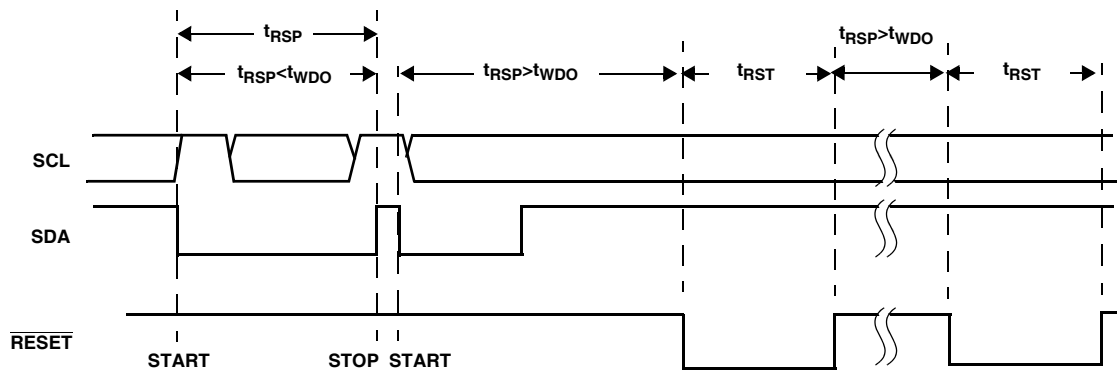 tRSP
tRSP<tWDO
tRSP>tWDO
tRST
tRSP>tWDO
tRST
SCL
SDA
RESET
START
STOP
START